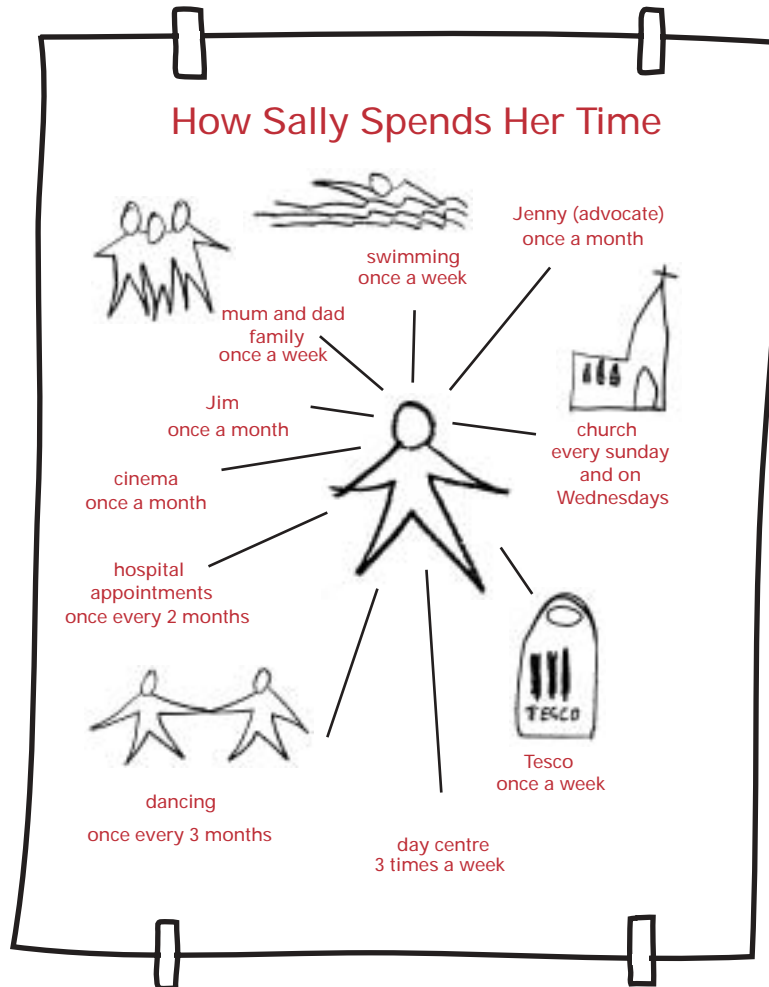 How Sally Spends Her Time
swimming
once a week
Jenny (advocate)
once a month
mum and dad
family
once a week
Jim
once a month
church
every sunday
and on
Wednesdays
cinema
once a month
hospital
appointments
once every 2 months
TESCO
Tesco
once a week
dancing
once every 3 months
day centre
3 times a week